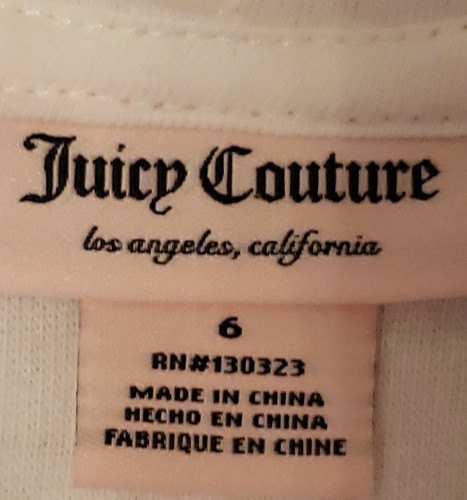 Juicy Couture
los angeles, california
6
RN#130323
MADE IN CHINA
HECHO EN CHINA
FABRIQUE EN CHINE